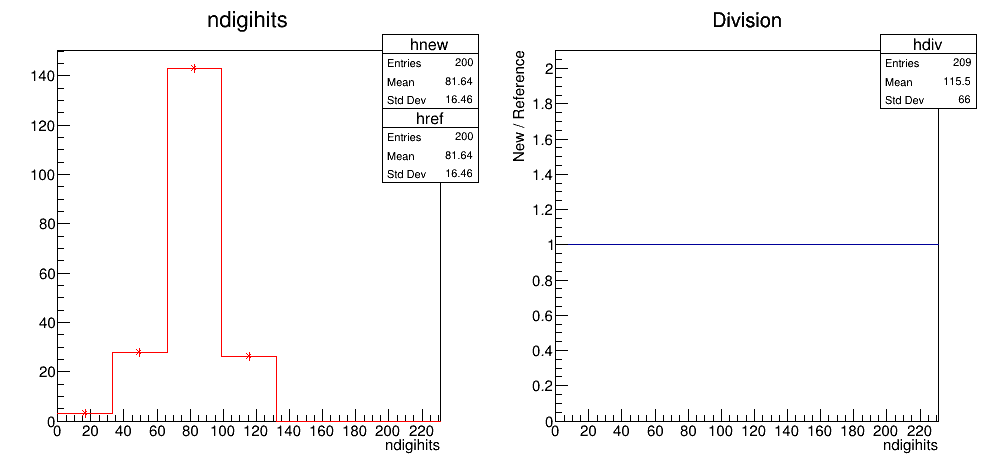 ndigihits
hnew
Entries 200
Mean 81.64
Std Dev 16.46
href
Entries 200
Mean 81.64
Std Dev 16.46
140
120
100
80
60
40
20
0
0 20 40 60 80 100 120 140 160 180 200 220
ndigihits
Division
hdiv
Entries 209
Mean 115.5
Std Dev 66
New / Reference
2
1.8
1.6
1.4
1.2
1
0.8
0.6
0.4
0.2
0
0 20 40 60 80 100 120 140 160 180 200 220
ndigihits